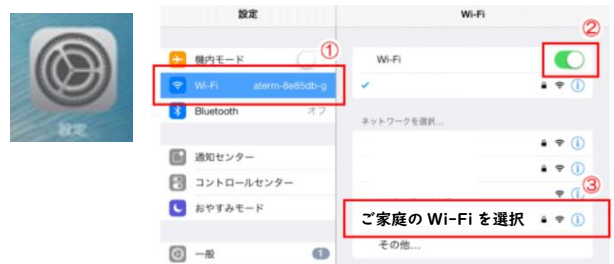 設定
設定
Wi-Fi
①
②
機内モード
Wi-Fi
Wi-Fi aterm-8e85db-g
Bluetooth オフ
ネットワークを選択...
通知センター
コントロールセンター
③
おやすみモード
ご家庭の Wi-Fi を選択
一般 1
その他...